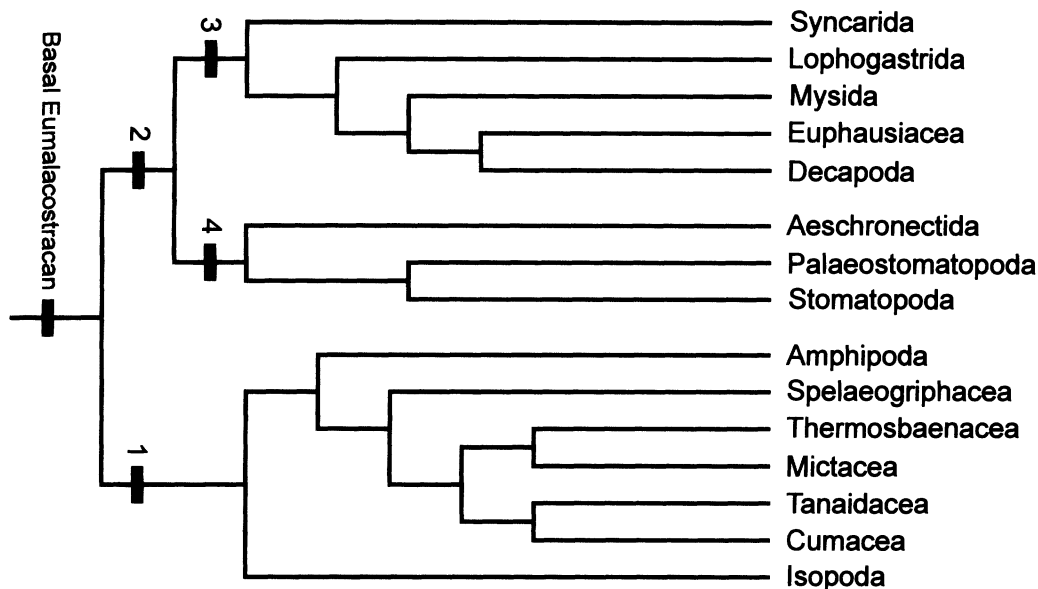 Basal Eumalacostracan
3
2
4
1
Syncarida
Lophogastrida
Mysida
Euphausiacea
Decapoda
Aeschronectida
Palaeostomatopoda
Stomatopoda
Amphipoda
Spelaeogriphacea
Thermosbaenacea
Mictacea
Tanaidacea
Cumacea
Isopoda